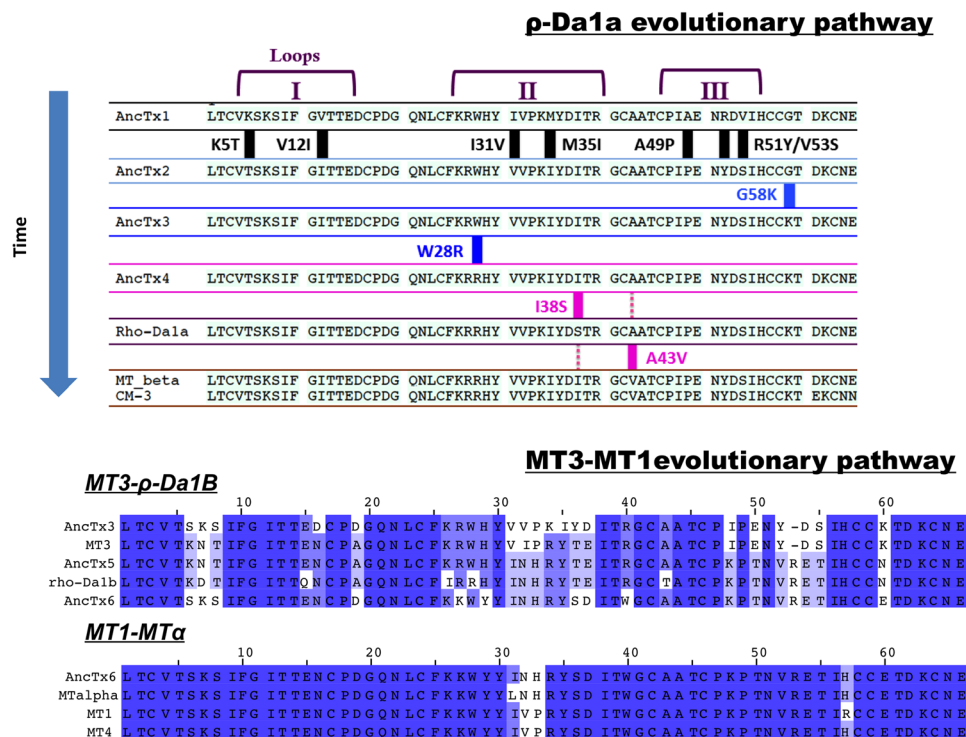 ρ-Da1a evolutionary pathway
Loops
I II III
AncTx1 LTCVKSKSIF GVTTEDCPDG QNLCFKRWHY IVPKMYDITR GCAATCPIAEN NRDVIHCCGT DKCNE
K5T V12I I31V M35I A49P R51Y/V53S
AncTx2 LTCVTSKSIF GITTEDCPDG QNLCFKRWHY VVPKIYDITR GCAATCPIPE NYDSIHCCGT DKCNE
G58K
AncTx3 LTCVTSKSIF GITTEDCPDG QNLCFKRWHY VVPKIYDITR GCAATCPIPE NYDSIHCCKT DKCNE
W28R
AncTx4 LTCVTSKSIF GITTEDCPDG QNLCFKRRHY VVPKIYDITR GCAATCPIPE NYDSIHCCKT DKCNE
I38S
Rho-Da1a LTCVTSKSIF GITTEDCPDG QNLCFKRRHY VVPKIYDSTR GCAATCPIPE NYDSIHCCKT DKCNE
A43V
MT_beta LTCVTSKSIF GITTEDCPDG QNLCFKRRHY VVPKIYDITR GCVATCPIPE NYDSIHCCKT DKCNE
CM-3 LTCVTSKSIF GITTEDCPDG QNLCFKRRHY VVPKIYDITR GCVATCPIPE NYDSIHCCKT EKCNN
Time
MT3-MT1evolutionary pathway
MT3-ρ-Da1B
10 20 30 40 50 60
AncTx3 LTCVTSKSIFGITTEDCPDGQNLCFKRWHYVVPKIYDITRGCAATCPIPENY-DSIHCCKTDKCNE
MT3 LTCVTKNTIFGITTENCPAGQNLCFKRWHYVIPRYTEITRGCAATCPIPENY-DSIHCCKTDKCNE
AncTx5 LTCVTKNTIFGITTENCPAGQNLCFKRWHYINHRYTEITRGCAATCPKPTNVRETIHCCNTDKCNE
rho-Da1b LTCVTKDTIFGITTQNCPAGQNLCFIRRHYINHRYTEITRGCTATCPKPTNVRETIHCCNTDKCNE
AncTx6 LTCVTSKSIFGITTENCPDGQNLCFKKWYYINHRYSDITWGCAATCPKPTNVRETIHCCETDKCNE
MT1-MTα
10 20 30 40 50 60
AncTx6 LTCVTSKSIFGITTENCPDGQNLCFKKWYYINHRYSDITWGCAATCPKPTNVRETIHCCETDKCNE
MTalpha LTCVTSKSIFGITTENCPDGQNLCFKKWYYLNHRYSDITWGCAATCPKPTNVRETIHCCETDKCNE
MT1 LTCVTSKSIFGITTENCPDGQNLCFKKWYYIVPRYSDITWGCAATCPKPTNVRETIRCCETDKCNE
MT4 LTCVTSKSIFGITTENCPDGQNLCFKKWYYIVPRYSDITWGCAATCPKPTNVRETIHCCETDKCNE